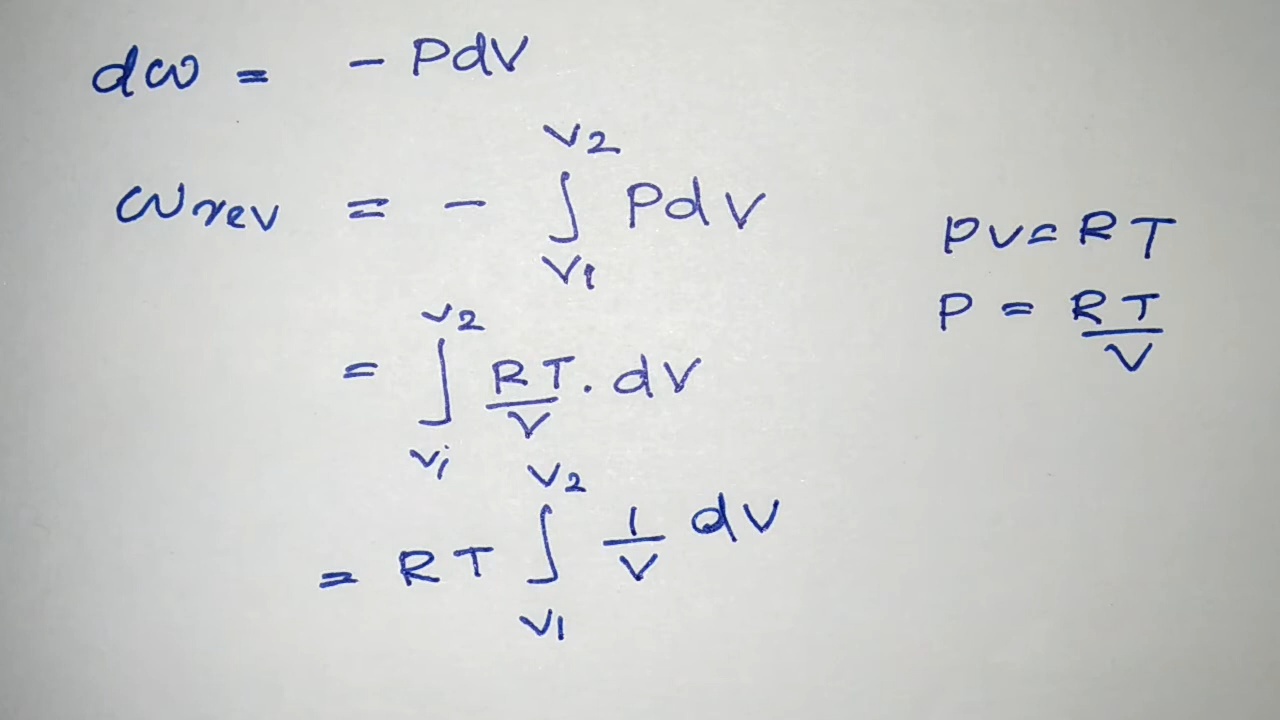 dw = - PdV
Wrev = - ∫ V2 V1 PdV
PV = RT
P = RT/V
= ∫ V2 V1 RT/V . dV
= RT ∫ V2 V1 1/V dV